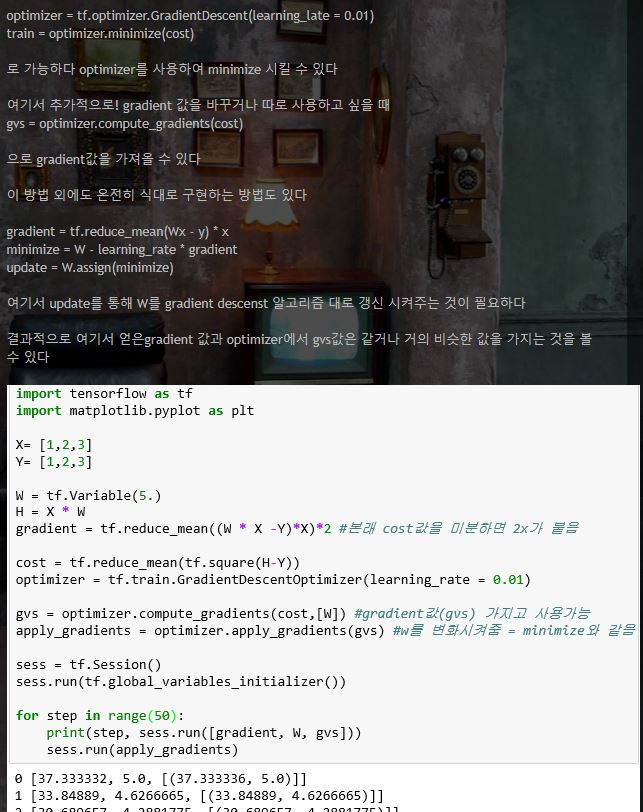 optimizer = tf.optimizer.GradientDescent(learning_late = 0.01)
train = optimizer.minimize(cost)
로 가능하다 optimizer를 사용하여 minimize 시킬 수 있다
여기서 추가적으로! gradient 값을 바꾸거나 따로 사용하고 싶을 때
gvs = optimizer.compute_gradients(cost)
으로 gradient값을 가져올 수 있다
이 방법 외에도 온전히 식대로 구현하는 방법도 있다
gradient = tf.reduce_mean(Wx - y) * x
minimize = W - learning_rate * gradient
update = W.assign(minimize)
여기서 update를 통해 W를 gradient descenst 알고리즘 대로 갱신 시켜주는 것이 필요하다
결과적으로 여기서 얻은gradient 값과 optimizer에서 gvs값은 같거나 거의 비슷한 값을 가지는 것을 볼
수 있다
import tensorflow as tf
import matplotlib.pyplot as plt
X= [1,2,3]
Y= [1,2,3]
W = tf.Variable(5.)
H = X * W
gradient = tf.reduce_mean((W * X -Y)*X)*2 #본래 cost값을 미분하면 2x가 붙음
cost = tf.reduce_mean(tf.square(H-Y))
optimizer = tf.train.GradientDescentOptimizer(learning_rate = 0.01)
gvs = optimizer.compute_gradients(cost,[W]) #gradient값(gvs) 가지고 사용가능
apply_gradients = optimizer.apply_gradients(gvs) #w를 변화시켜줌 = minimize와 같음
sess = tf.Session()
sess.run(tf.global_variables_initializer())
for step in range(50):
    print(step, sess.run([gradient, W, gvs]))
    sess.run(apply_gradients)
0 [37.333332, 5.0, [(37.333336, 5.0)]]
1 [33.84889, 4.6266665, [(33.84889, 4.6266665)]]
2 [30.689657, 4.2881775, [(30.689657, 4.2881775)]]